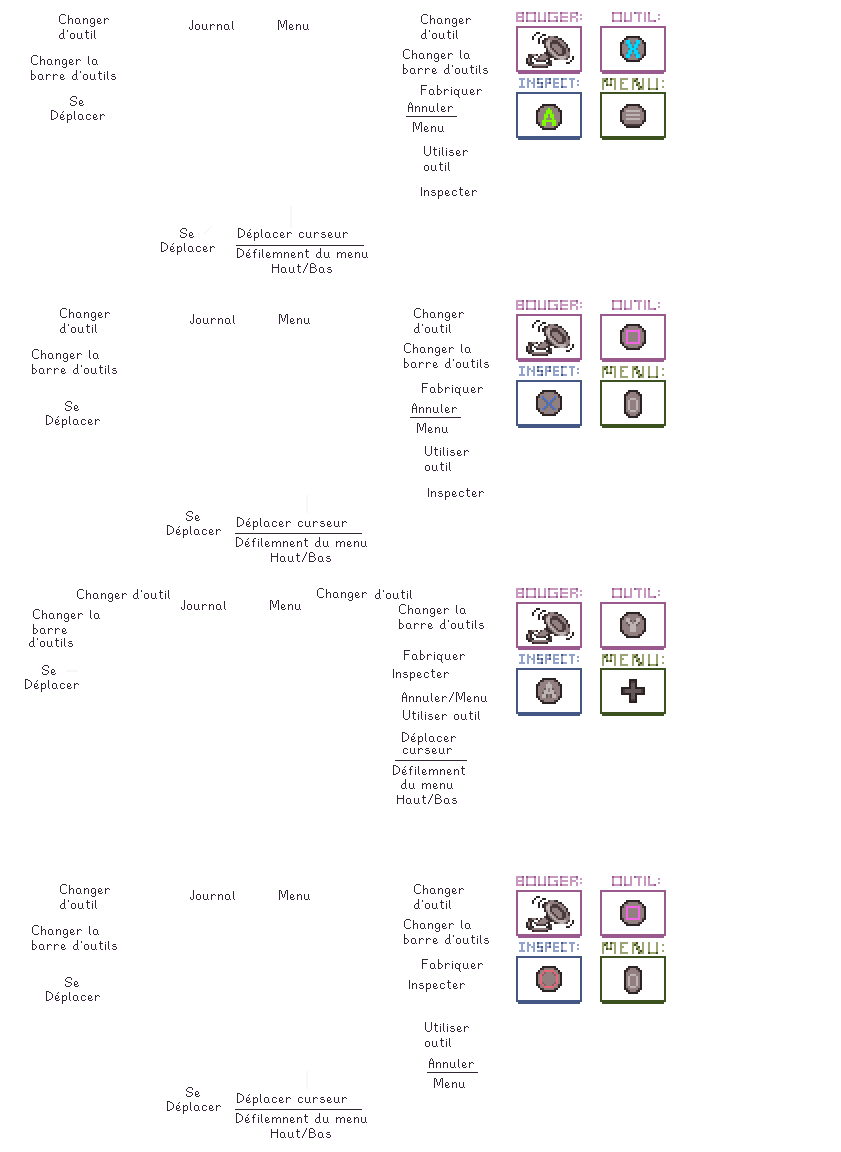 Changer
d'outil
Journal
Menu
Changer
d'outil
BOUGER:
OUTIL:
Changer la
barre d'outils
Changer la
barre d'outils
X
Se
Déplacer
Fabriquer
Annuler
Menu
INSPECT:
MENU:
A
Utiliser
outil
Inspecter
Se
Déplacer
Déplacer curseur
Défilemnent du menu
Haut/Bas
Changer
d'outil
Journal
Menu
Changer
d'outil
BOUGER:
OUTIL:
Changer la
barre d'outils
Changer la
barre d'outils
Se
Déplacer
Fabriquer
Annuler
Menu
INSPECT:
MENU:
Utiliser
outil
Inspecter
Se
Déplacer
Déplacer curseur
Défilemnent du menu
Haut/Bas
Changer d'outil
Journal
Menu
Changer d'outil
BOUGER:
OUTIL:
Changer la
barre
d'outils
Changer la
barre d'outils
Y
Se
Déplacer
Fabriquer
Inspecter
INSPECT:
MENU:
A
Annuler/Menu
Utiliser outil
Déplacer
curseur
Défilemnent
du menu
Haut/Bas
Changer
d'outil
Journal
Menu
Changer
d'outil
BOUGER:
OUTIL:
Changer la
barre d'outils
Changer la
barre d'outils
Se
Déplacer
Fabriquer
Inspecter
INSPECT:
MENU:
Utiliser
outil
Annuler
Menu
Se
Déplacer
Déplacer curseur
Défilemnent du menu
Haut/Bas